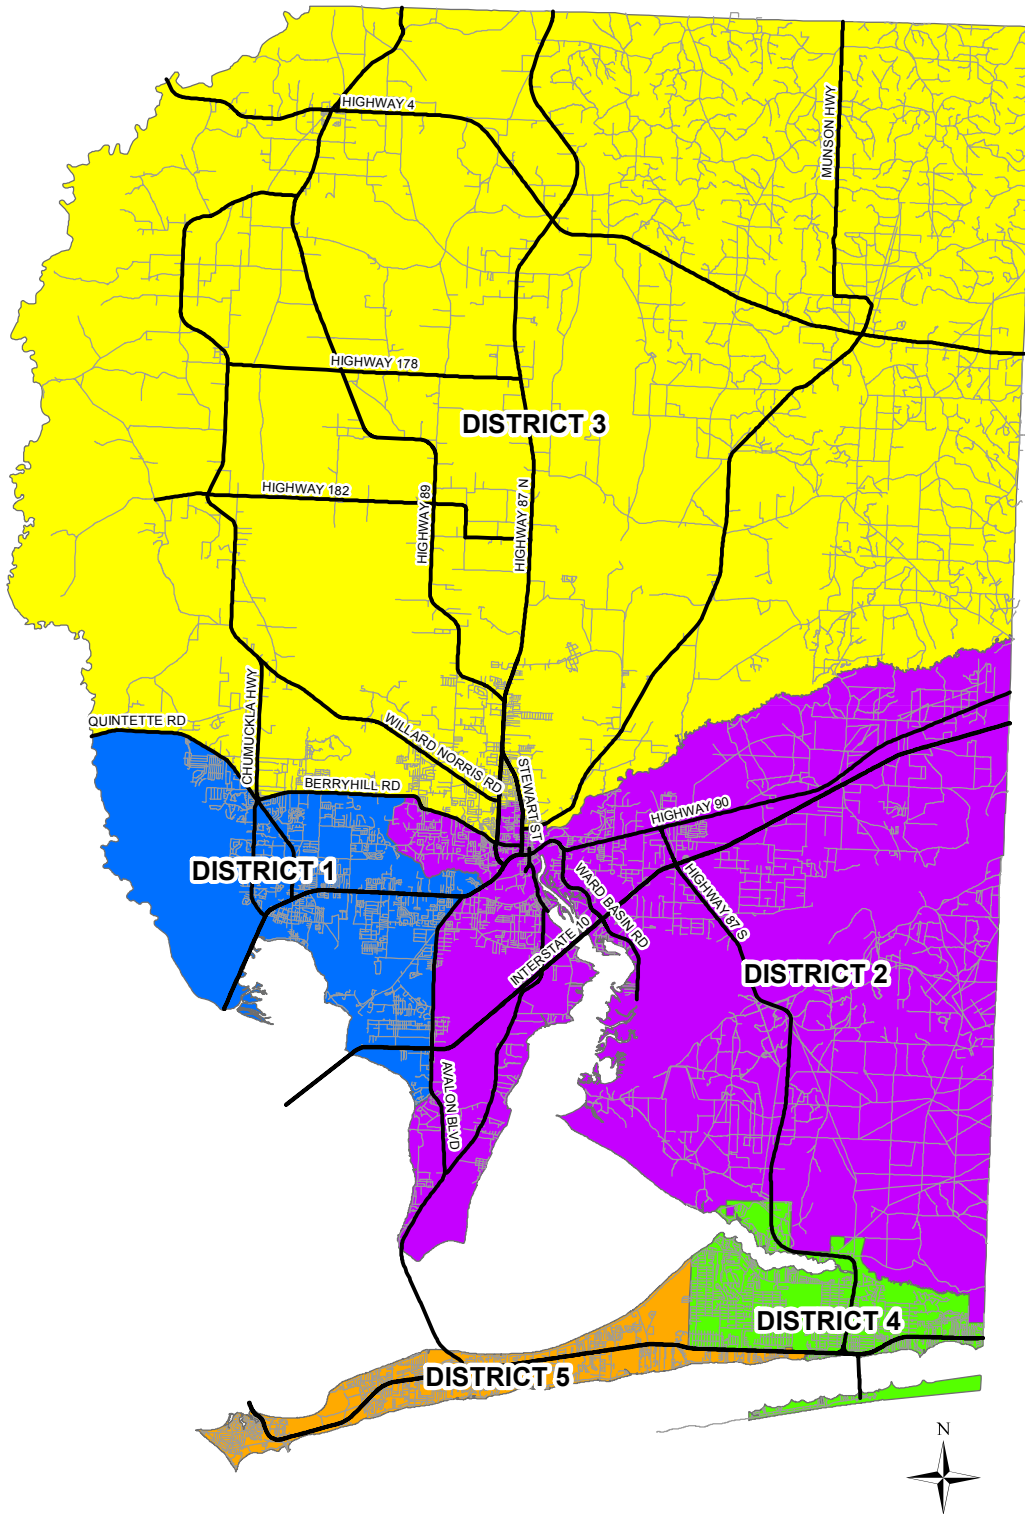 HIGHWAY 4
MUNSON HWY
HIGHWAY 178
DISTRICT 3
HIGHWAY 182
HIGHWAY 89
HIGHWAY 87 N
QUINTETTE RD
CHUMUCKLA HWY
WILLARD NORRIS RD
BERRYHILL RD
STEWART ST
HIGHWAY 90
DISTRICT 1
WARD BASIN RD
HIGHWAY 87 S
INTERSTATE 10
DISTRICT 2
AVALON BLVD
DISTRICT 4
DISTRICT 5
N